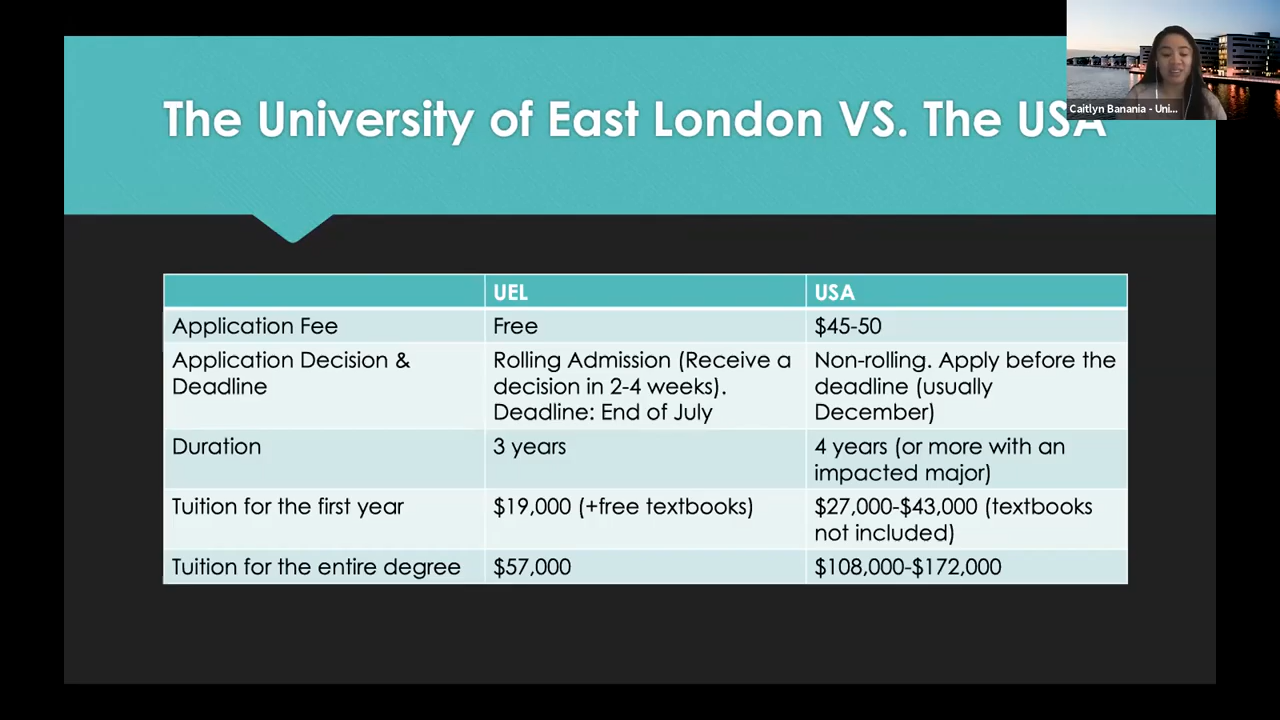 The University of East London VS. The USA
Caitlyn Banania - Uni...
UEL
USA
Application Fee
Free
$45-50
Application Decision &
Deadline
Rolling Admission (Receive a
decision in 2-4 weeks).
Deadline: End of July
Non-rolling. Apply before the
deadline (usually
December)
Duration
3 years
4 years (or more with an
impacted major)
Tuition for the first year
$19,000 (+free textbooks)
$27,000-$43,000 (textbooks
not included)
Tuition for the entire degree
$57,000
$108,000-$172,000